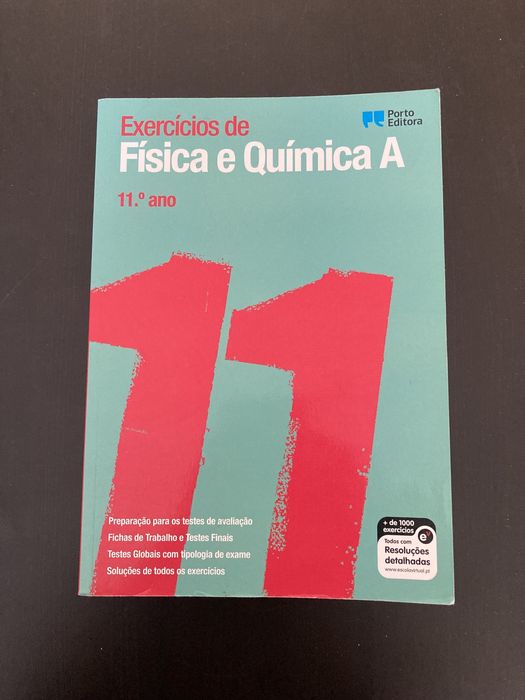 Porto
Editora
Exercícios de
Física e Química A
11.º ano
11
Preparação para os testes de avaliação
Fichas de Trabalho e Testes Finais
Testes Globais com tipologia de exame
Soluções de todos os exercícios
+ de 1000
exercícios
ev
Todos com
Resoluções
detalhadas
www.escolavirtual.pt